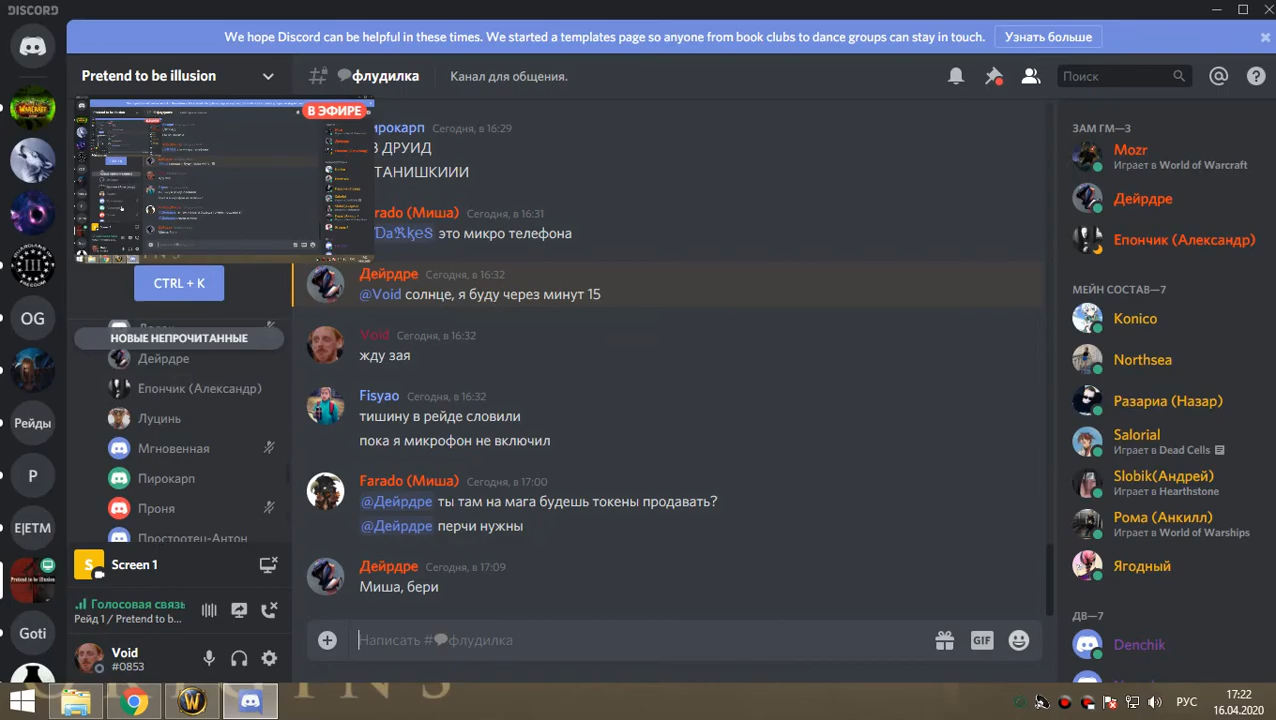 DISCORD
We hope Discord can be helpful in these times. We started a templates page so anyone from book clubs to dance groups can stay in touch.
Узнать больше
Pretend to be illusion
флудилка
Канал для общения.
Поиск
В ЭФИРЕ
CTRL + K
НОВЫЕ НЕПРОЧИТАННЫЕ
Дейрдре
Епончик (Александр)
Луцинь
Мгновенная
Пирокарп
Проня
Простоотец-Антон
Screen 1
Голосовая связь
Рейд 1 / Pretend to b...
Void
#0853
OG
Рейды
P
E|ETM
Pretend to be Illusion
Goti
ирокарп Сегодня, в 16:29
ДРУИД
ТАНИШКИИИ
arado (Миша) Сегодня, в 16:31
это микро телефона
Дейрдре Сегодня, в 16:32
@Void солнце, я буду через минут 15
Void Сегодня, в 16:32
жду зая
Fisyao Сегодня, в 16:32
тишину в рейде словили
пока я микрофон не включил
Farado (Миша) Сегодня, в 17:00
@Дейрдре ты там на мага будешь токены продавать?
@Дейрдре перчи нужны
Дейрдре Сегодня, в 17:09
Миша, бери
Написать #флудилка
GIF
ЗАМ ГМ—3
Mozr
Играет в World of Warcraft
Дейрдре
Епончик (Александр)
МЕЙН СОСТАВ—7
Konico
Northsea
Разариа (Назар)
Salorial
Играет в Dead Cells
Slobik(Андрей)
Играет в Hearthstone
Рома (Анкилл)
Играет в World of Warships
Ягодный
ДВ—7
Denchik
РУС
17:22
16.04.2020